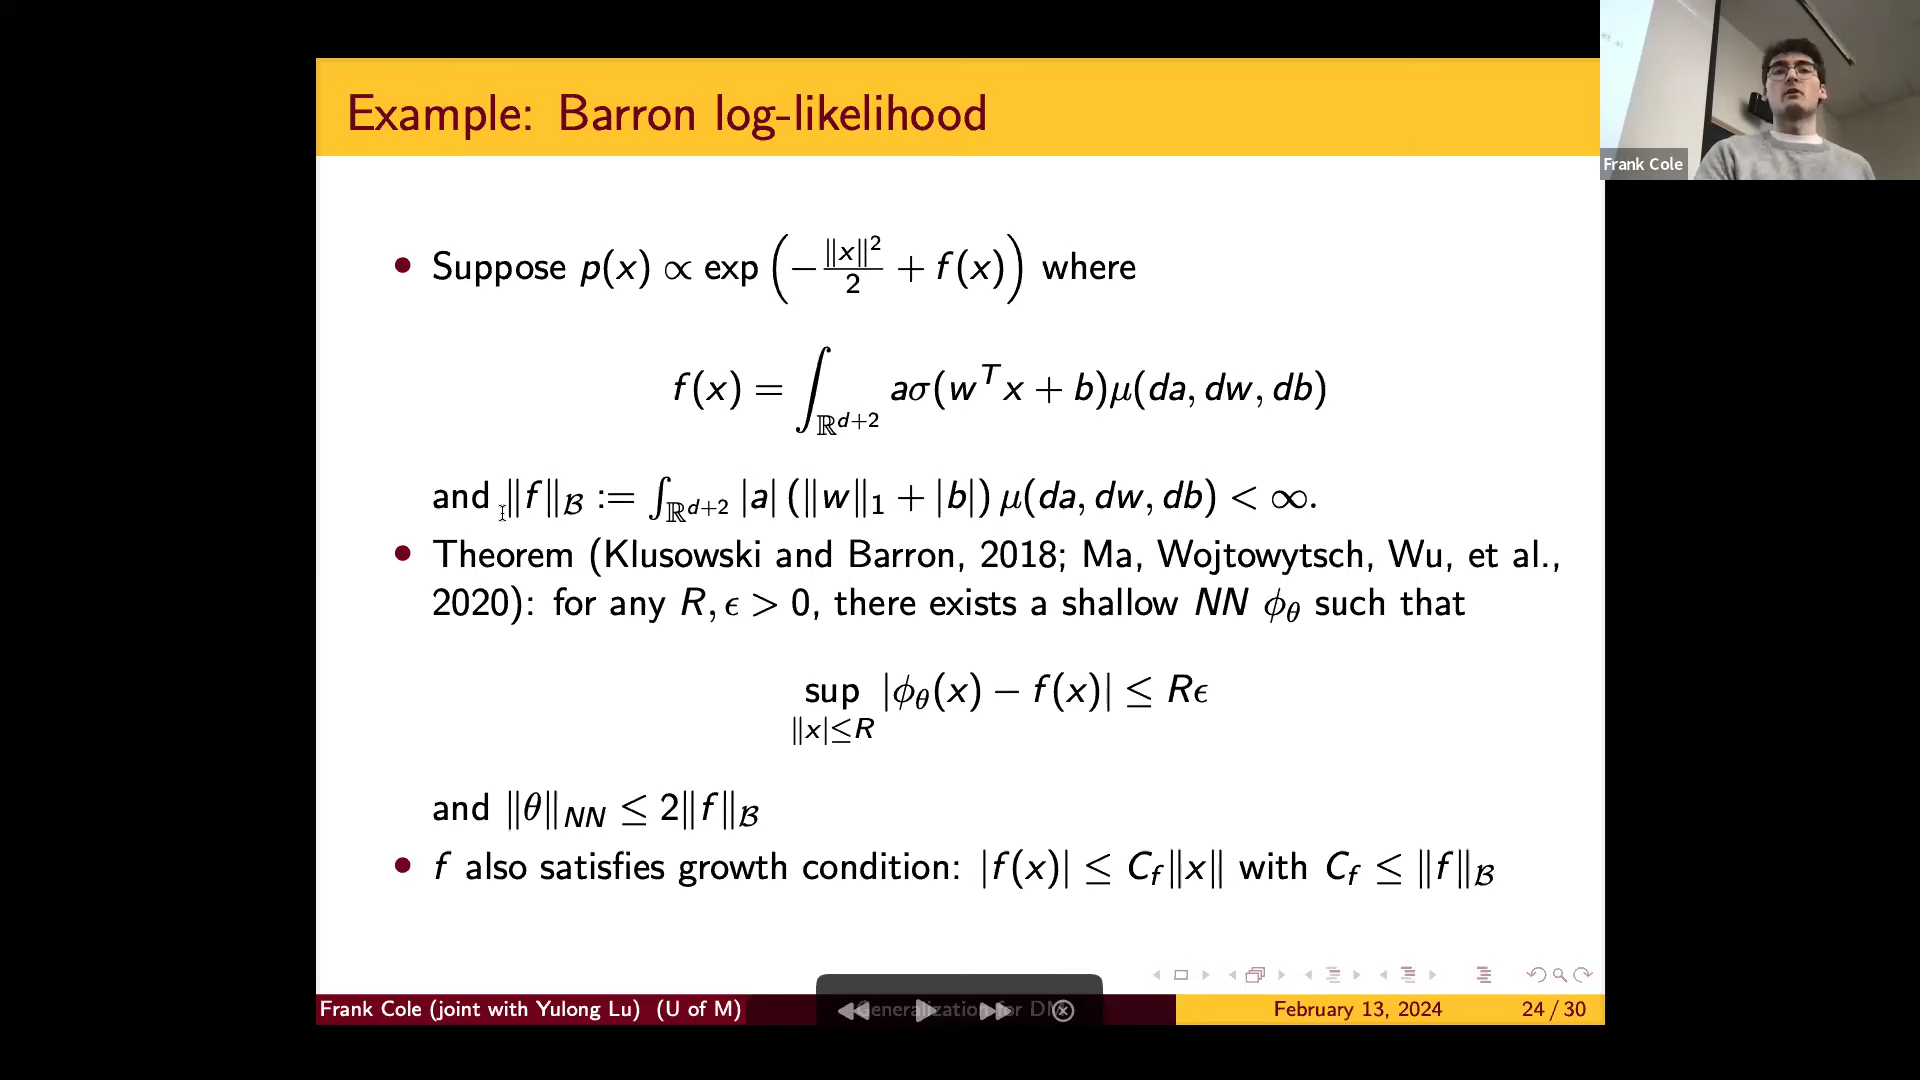 Example: Barron log-likelihood
Frank Cole
• Suppose p(x) ∝ exp(−‖x‖²/2 + f(x)) where
f(x) = ∫_{ℝ^{d+2}} aσ(w^T x + b)μ(da, dw, db)
and ‖f‖_𝓑 := ∫_{ℝ^{d+2}} |a| (‖w‖₁ + |b|) μ(da, dw, db) < ∞.
• Theorem (Klusowski and Barron, 2018; Ma, Wojtowytsch, Wu, et al.,
2020): for any R, ϵ > 0, there exists a shallow NN ϕ_θ such that
sup_{‖x|≤R} |ϕ_θ(x) − f(x)| ≤ Rϵ
and ‖θ‖_{NN} ≤ 2‖f‖_𝓑
• f also satisfies growth condition: |f(x)| ≤ C_f‖x‖ with C_f ≤ ‖f‖_𝓑
Frank Cole (joint with Yulong Lu) (U of M)
Generalization for
February 13, 2024
24 / 30